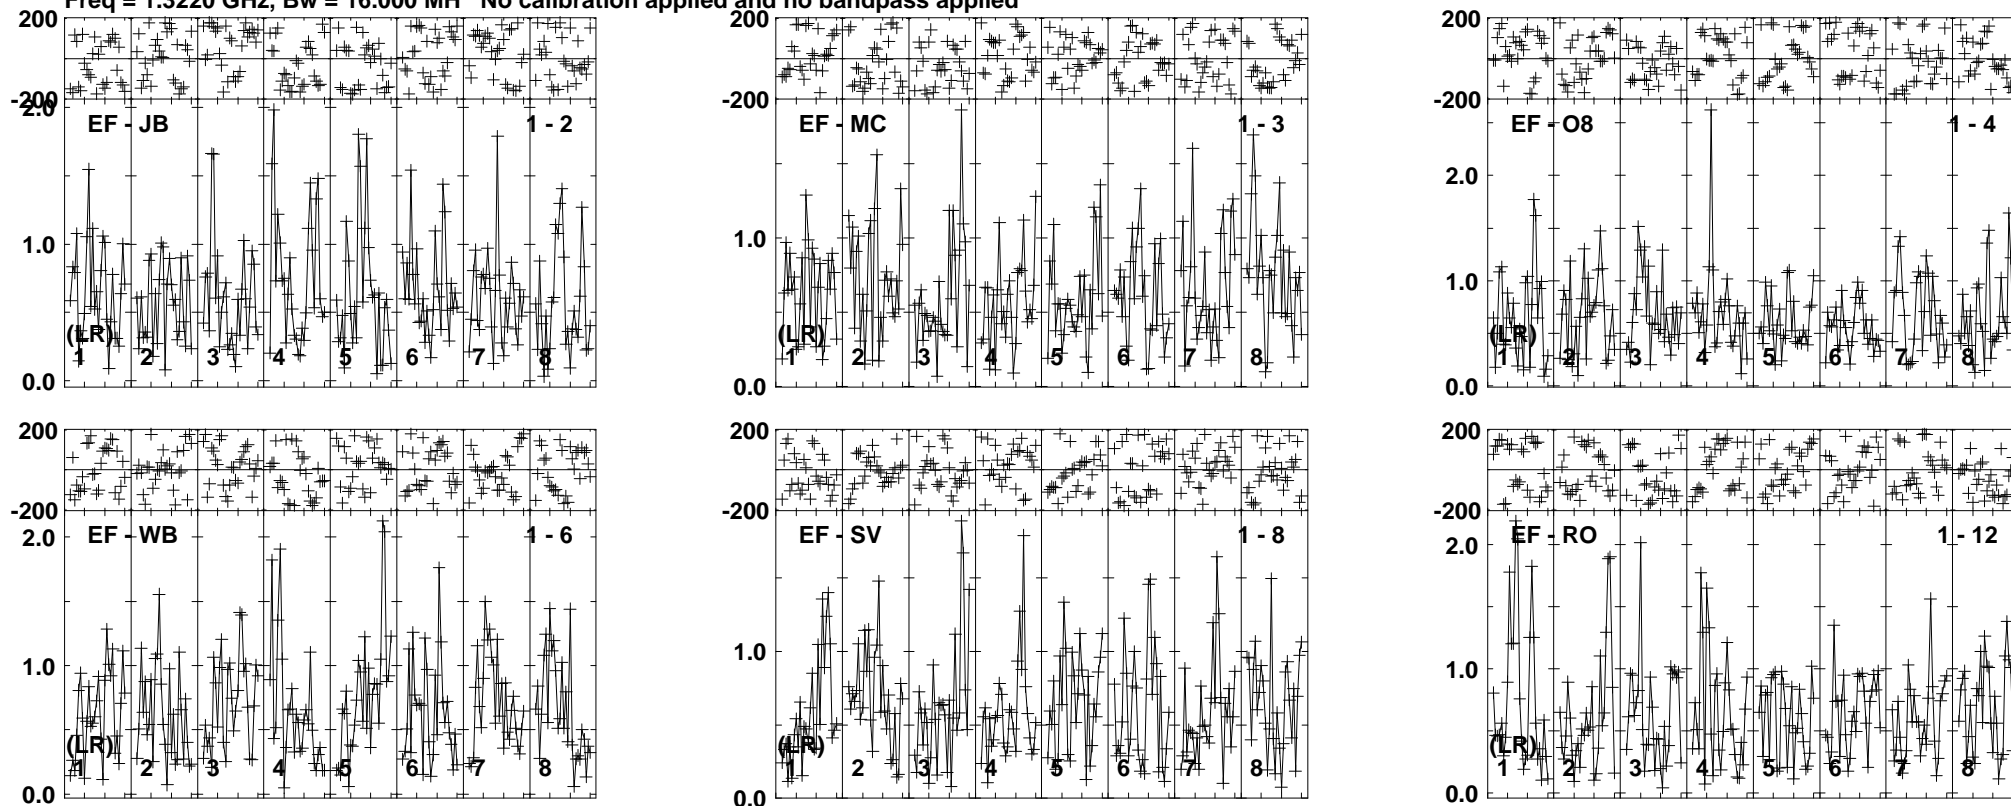 Freq = 1.3220 GHz, Bw = 16.000 MH No calibration applied and no bandpass applied
200 200 200
-200 -200 -200
2.0
EF - JB 1 - 2 EF - MC 1 - 3 EF - O8 1 - 4
2.0
1.0 1.0 1.0
(LR) (LR) (LR)
1 2 3 4 5 6 7 8 1 2 3 4 5 6 7 8 1 2 3 4 5 6 7 8
0.0 0.0 0.0
200 200 200
-200 -200 -200
EF - WB 1 - 6 EF - SV 1 - 8 EF - RO 1 - 12
2.0 2.0
1.0 1.0 1.0
(LR) (LR) (LR)
1 2 3 4 5 6 7 8 1 2 3 4 5 6 7 8 1 2 3 4 5 6 7 8
0.0 0.0 0.0